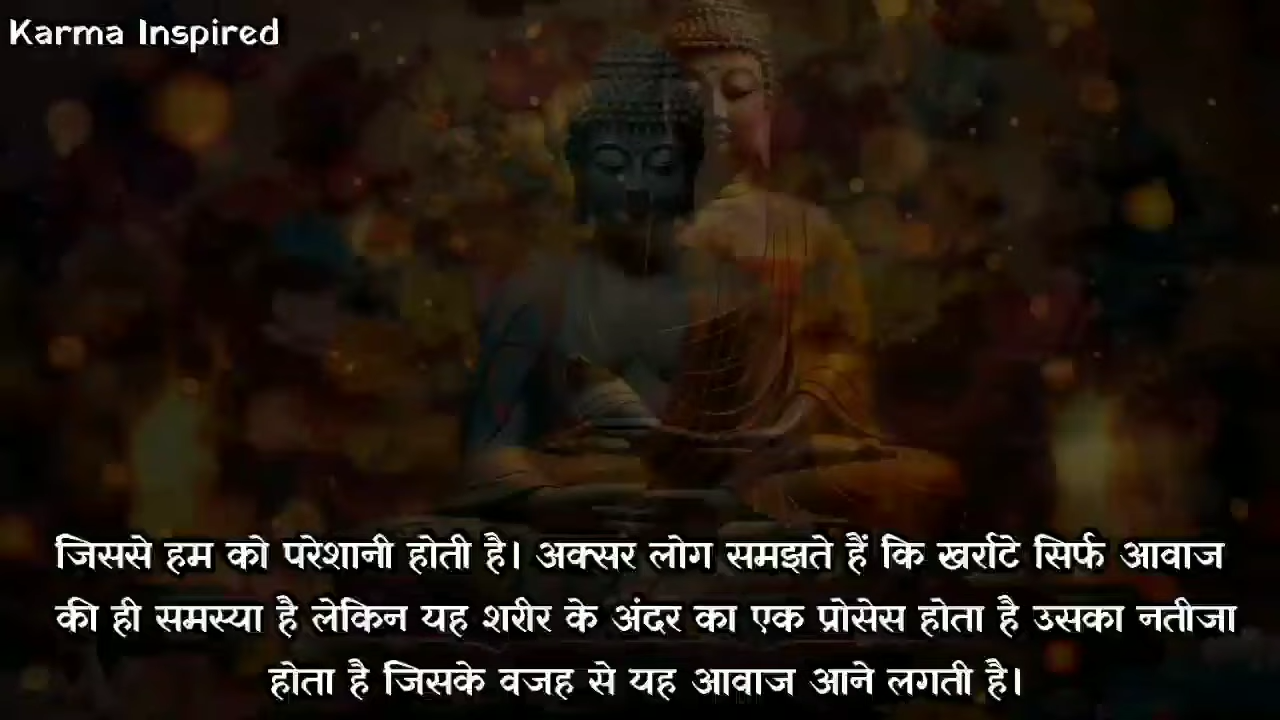 Karma Inspired
जिससे हम को परेशानी होती है। अक्सर लोग समझते हैं कि खर्राटे सिर्फ आवाज
की ही समस्या है लेकिन यह शरीर के अंदर का एक प्रोसेस होता है उसका नतीजा
होता है जिसके वजह से यह आवाज आने लगती है।